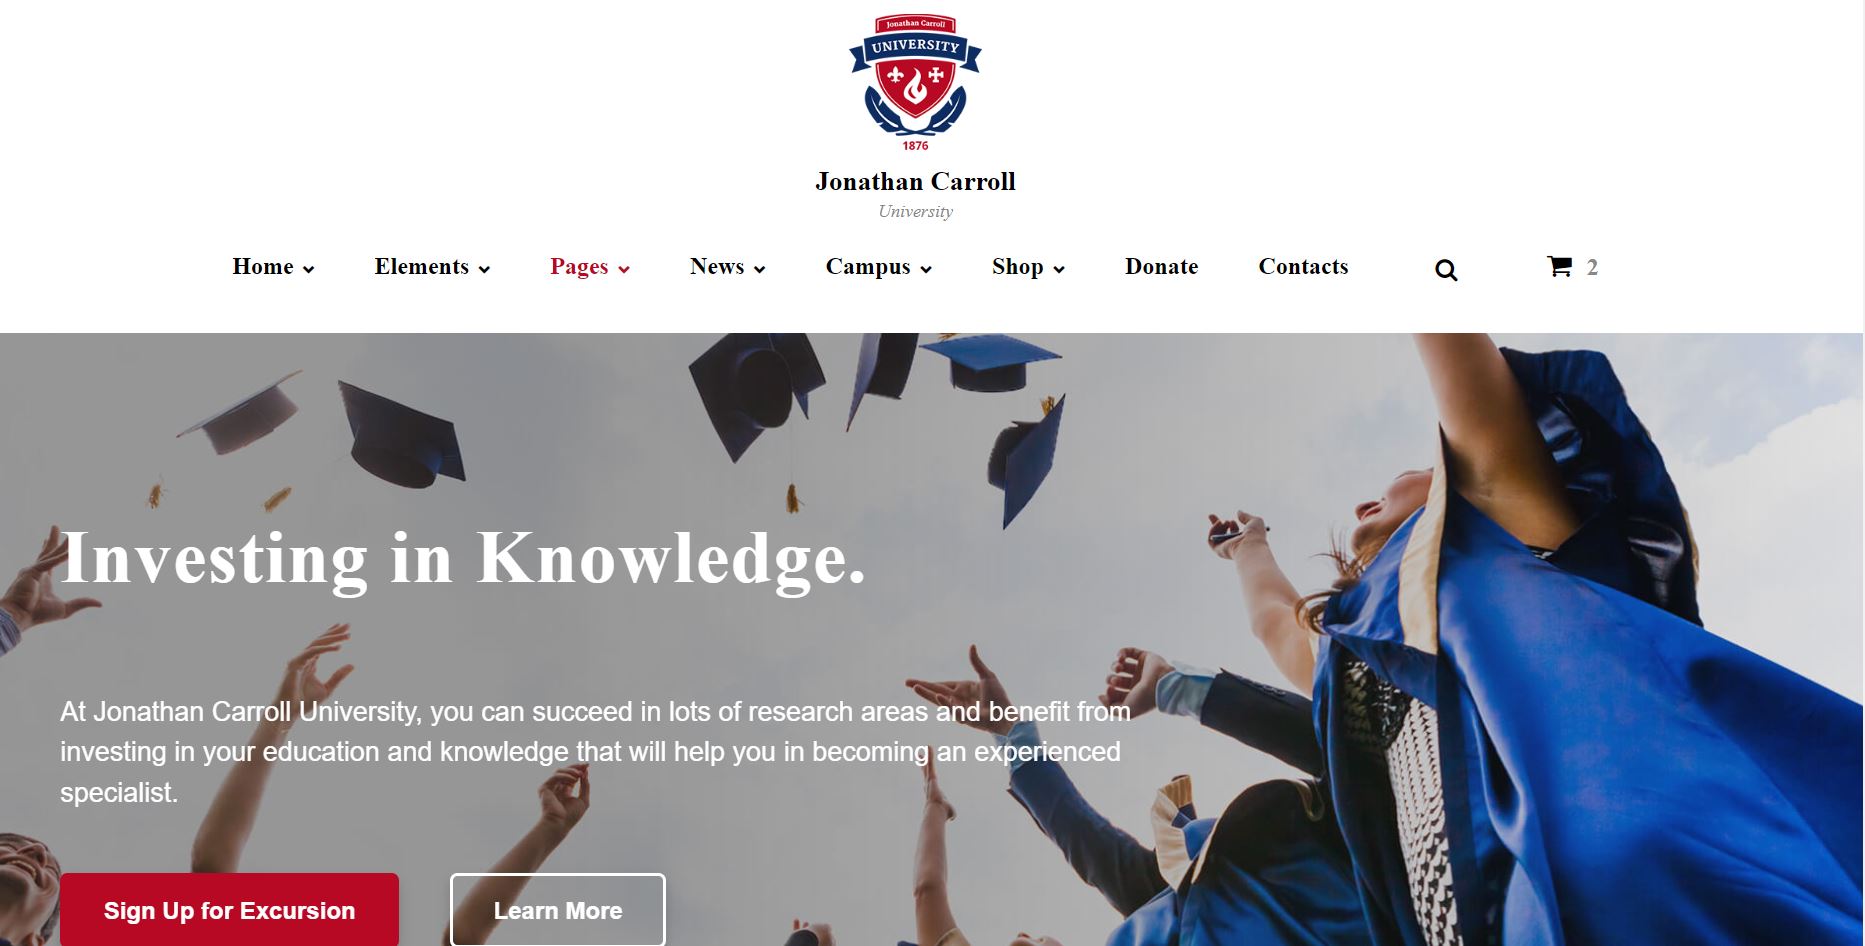 Jonathan Carroll
UNIVERSITY
1876
Jonathan Carroll
University
Home Elements Pages News Campus Shop Donate Contacts 2
Investing in Knowledge.
At Jonathan Carroll University, you can succeed in lots of research areas and benefit from
investing in your education and knowledge that will help you in becoming an experienced
specialist.
Sign Up for Excursion Learn More